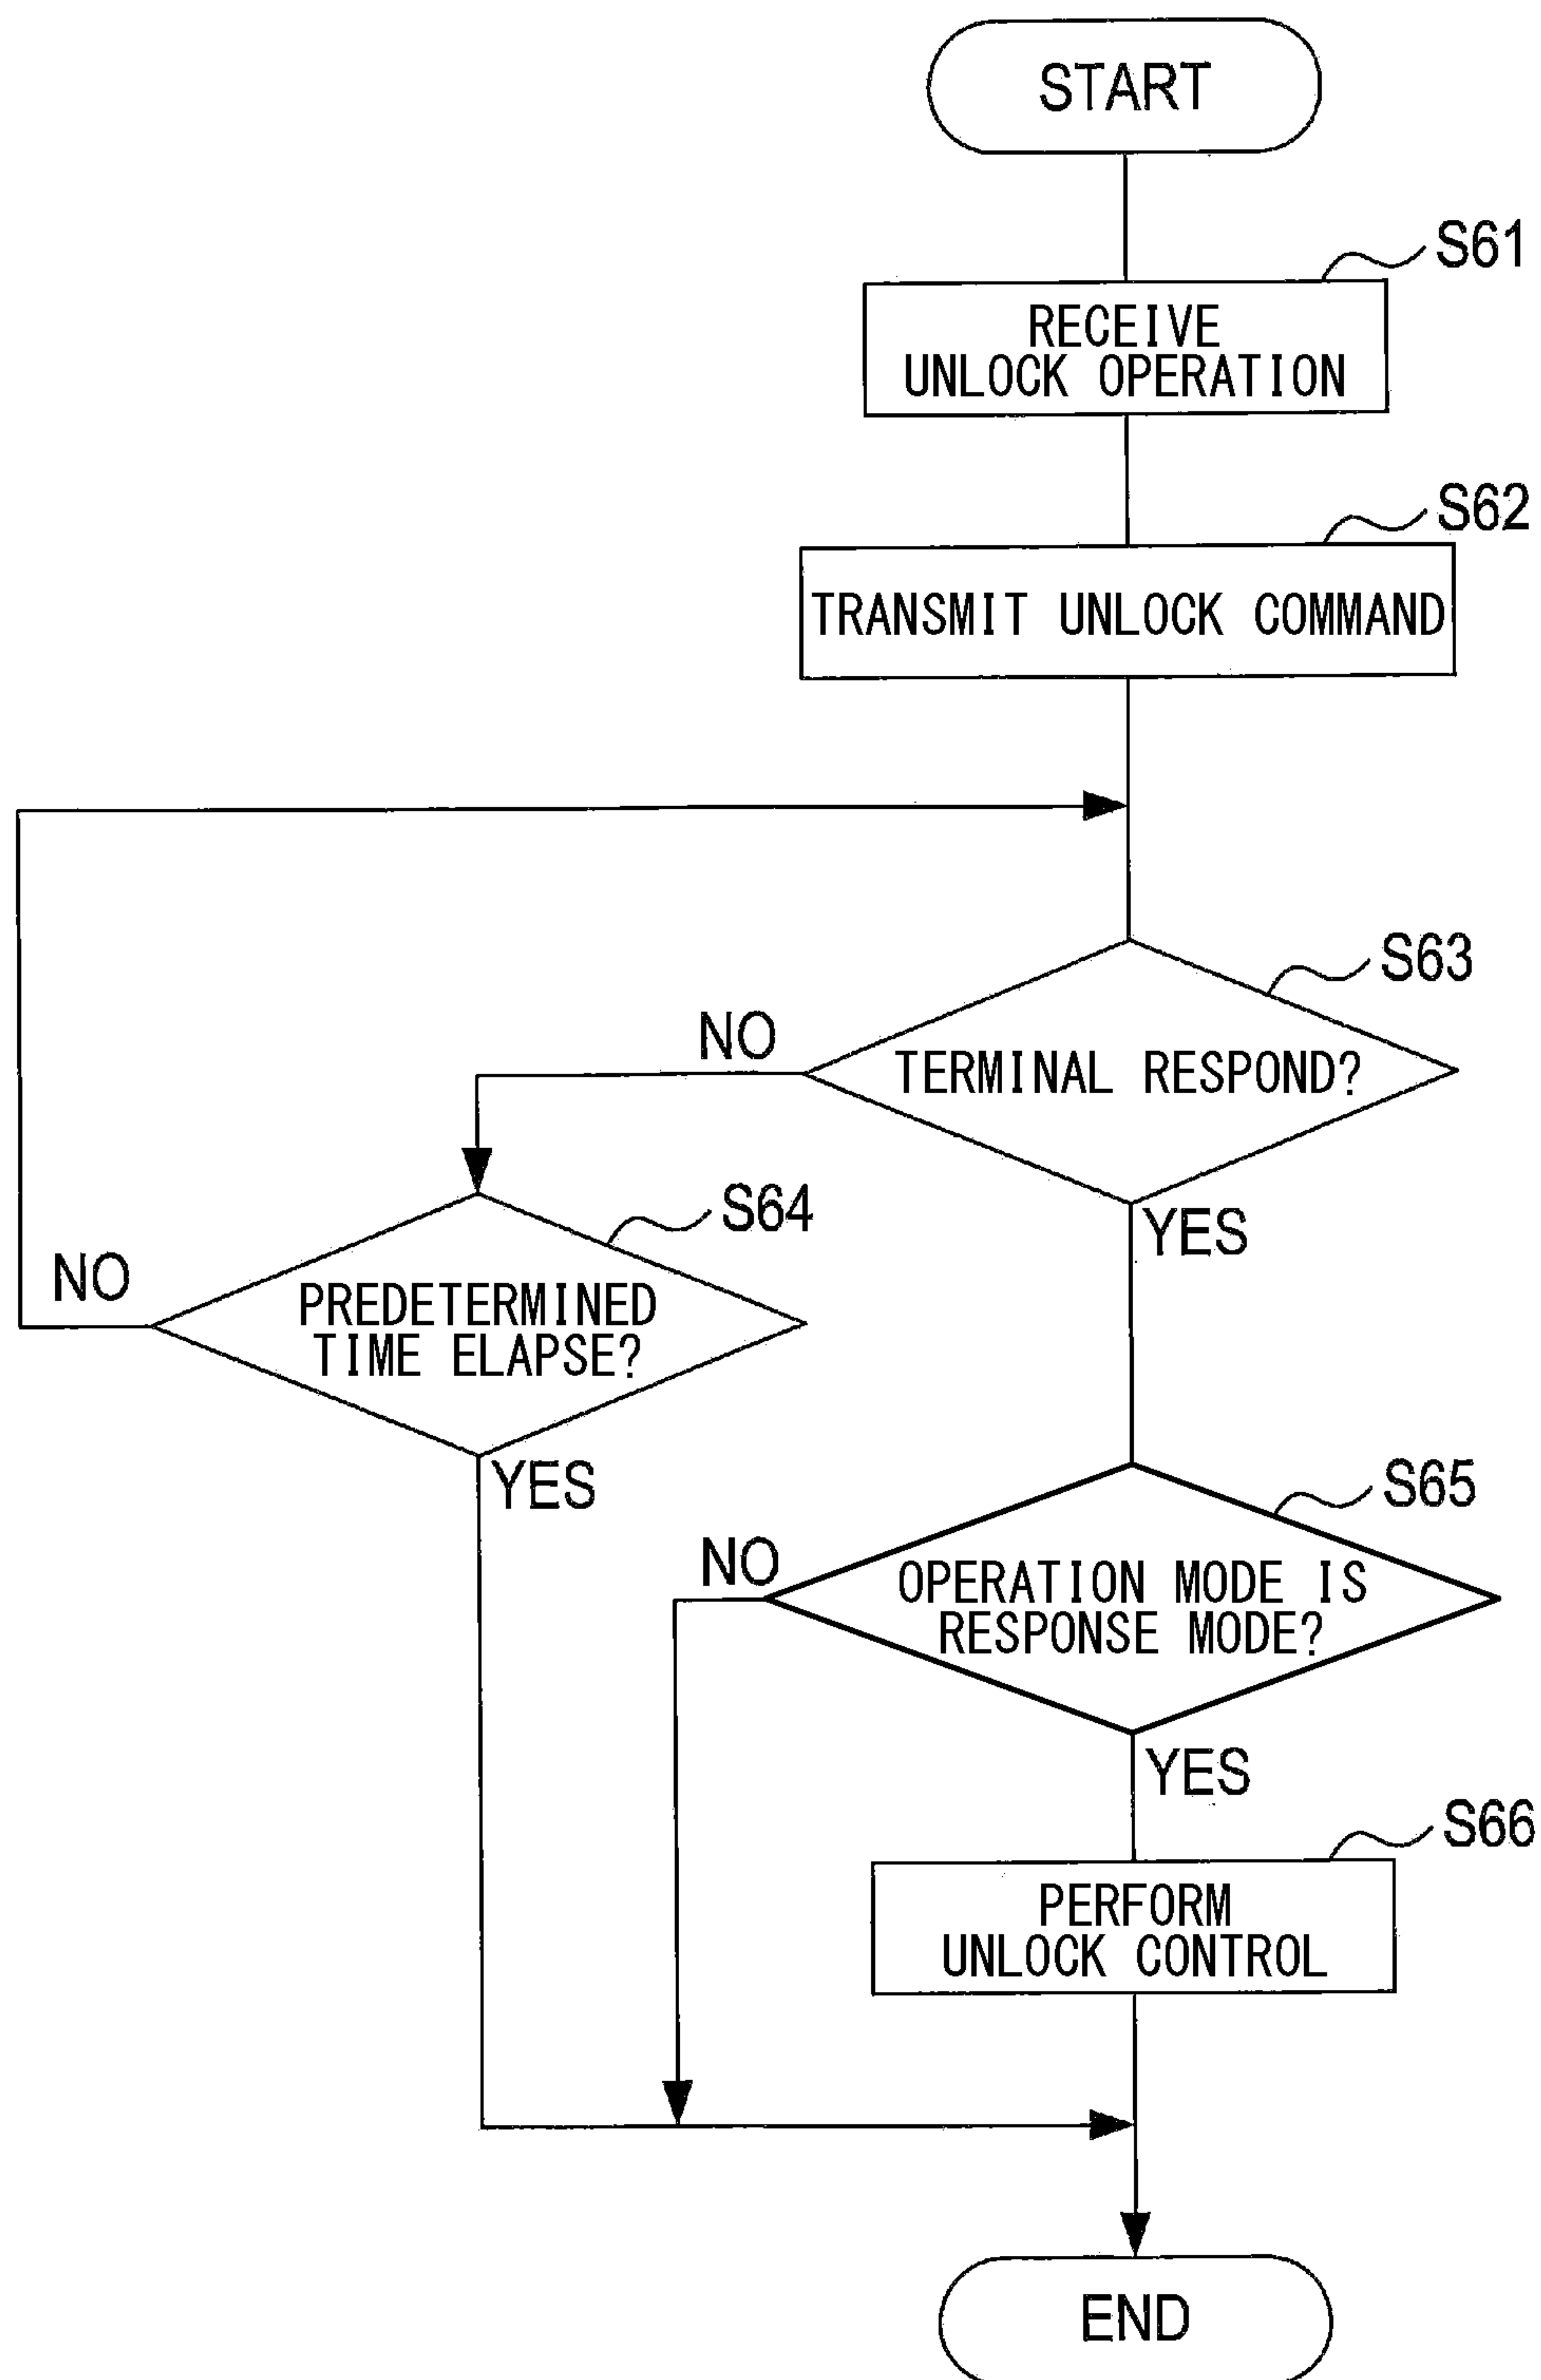 START
S61
RECEIVE
UNLOCK OPERATION
S62
TRANSMIT UNLOCK COMMAND
S63
NO
TERMINAL RESPOND?
YES
S64
NO
PREDETERMINED
TIME ELAPSE?
YES
S65
NO
OPERATION MODE IS
RESPONSE MODE?
YES
S66
PERFORM
UNLOCK CONTROL
END